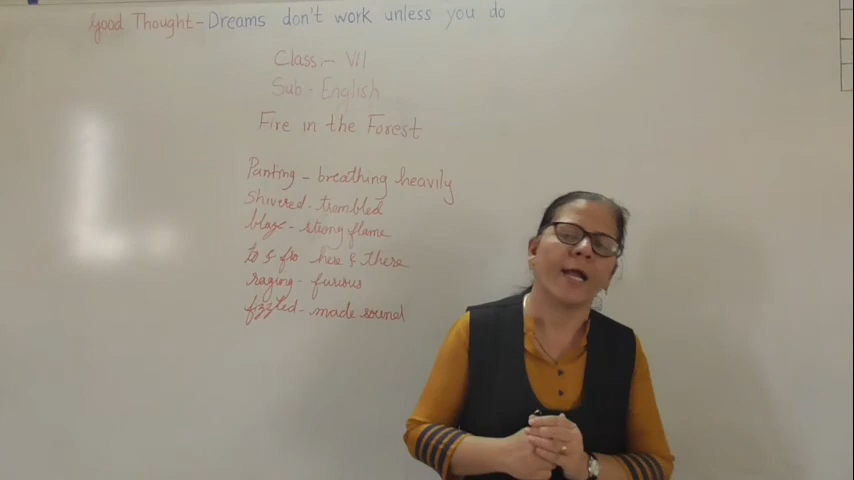 Good Thought - Dreams don't work unless you do
Class:- VII
Sub - English
Fire in the Forest
Panting - breathing heavily
Shivered - trembled
blaze - strong flame
to & fro here & there
raging - furious
fizzled - made sound